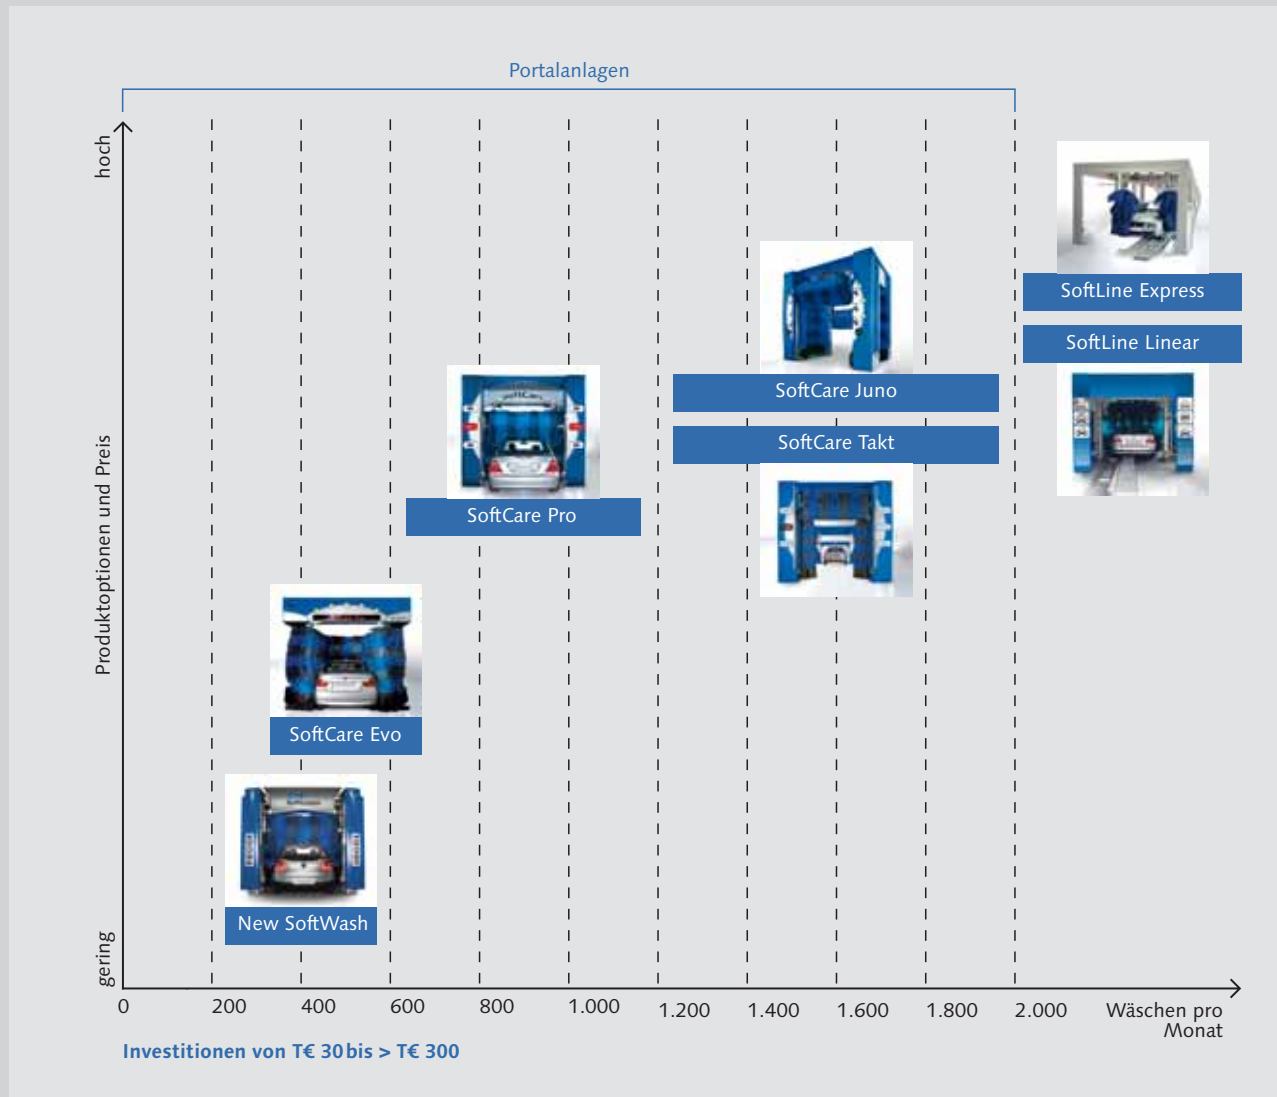 Portalanlagen
hoch
Produktoptionen und Preis
gering
SoftLine Express
SoftLine Linear
SoftCare Juno
SoftCare Takt
SoftCare Pro
SoftCare Evo
New SoftWash
0 200 400 600 800 1.000 1.200 1.400 1.600 1.800 2.000 Wäschen pro
Monat
Investitionen von T€ 30 bis > T€ 300